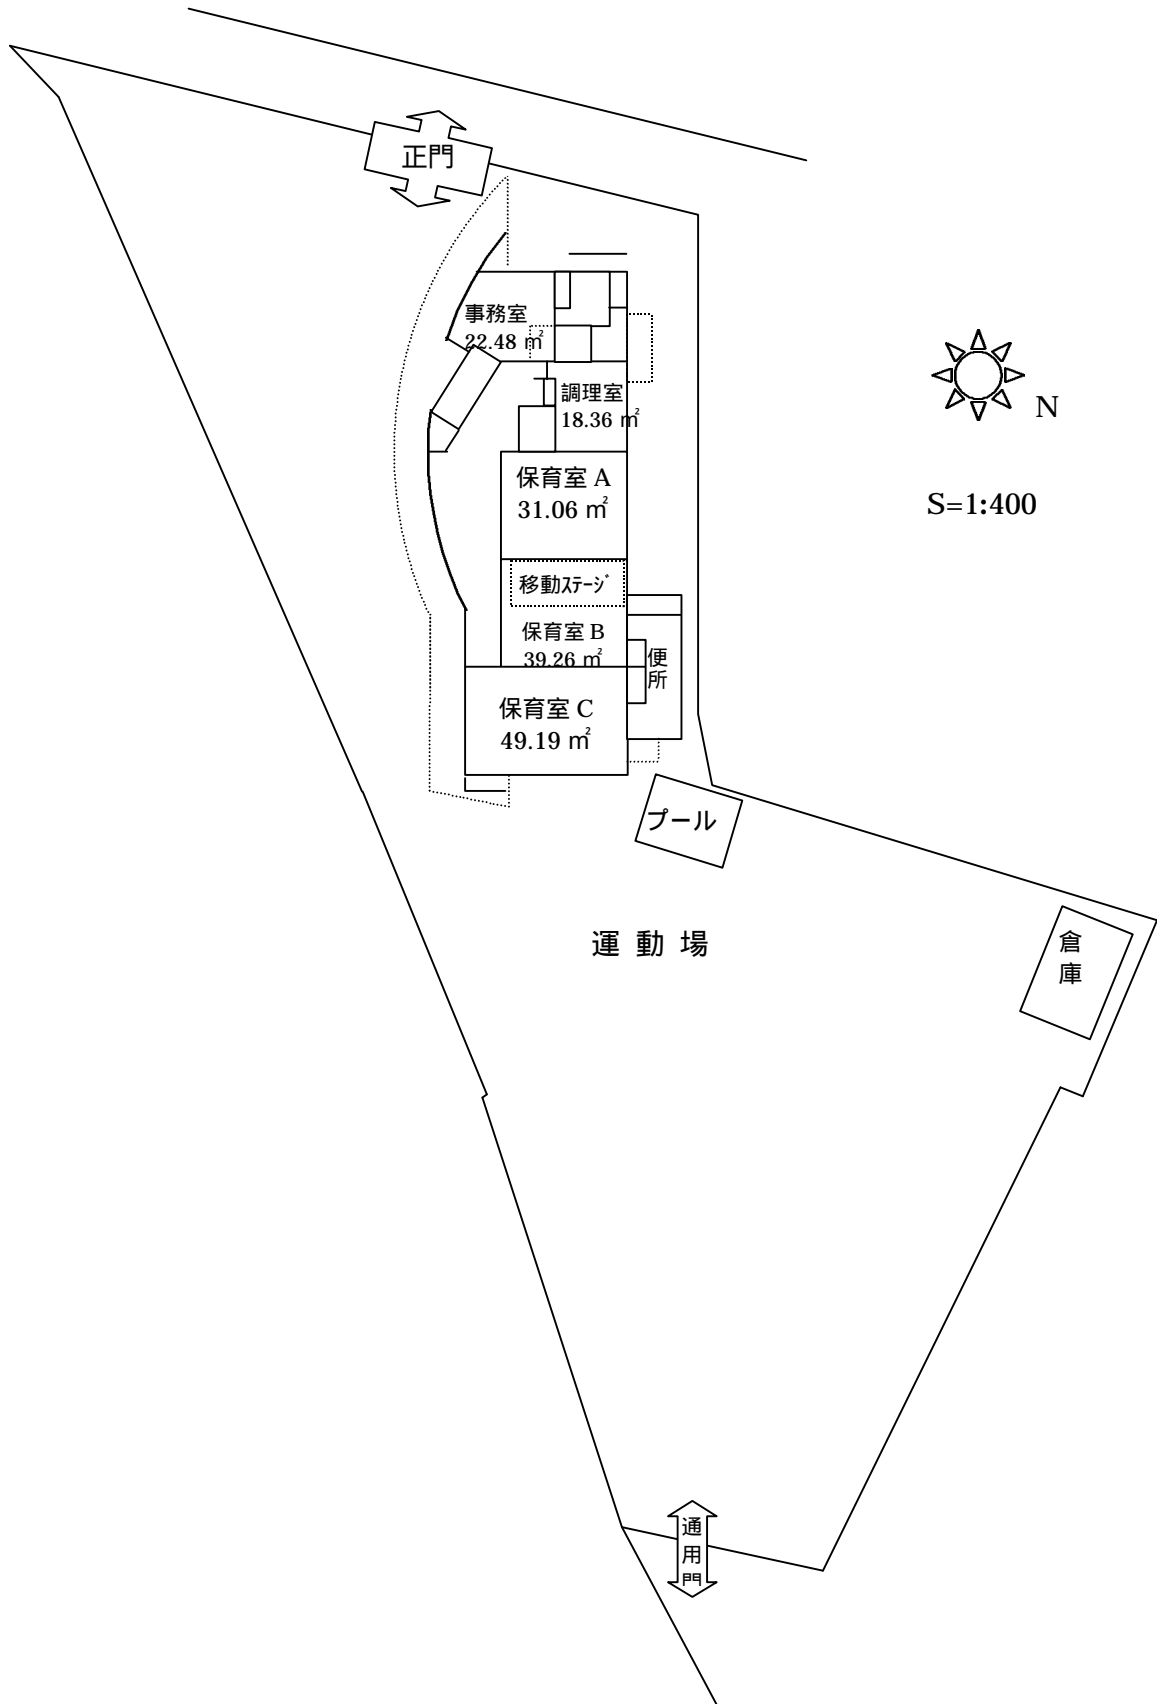 正門
事務室
22.48 ㎡
調理室
18.36 ㎡
N
保育室 A
31.06 ㎡
S=1:400
移動ｽﾃｰｼﾞ
保育室 B
39.26 ㎡
便
所
保育室 C
49.19 ㎡
プール
運 動 場
倉
庫
通
用
門